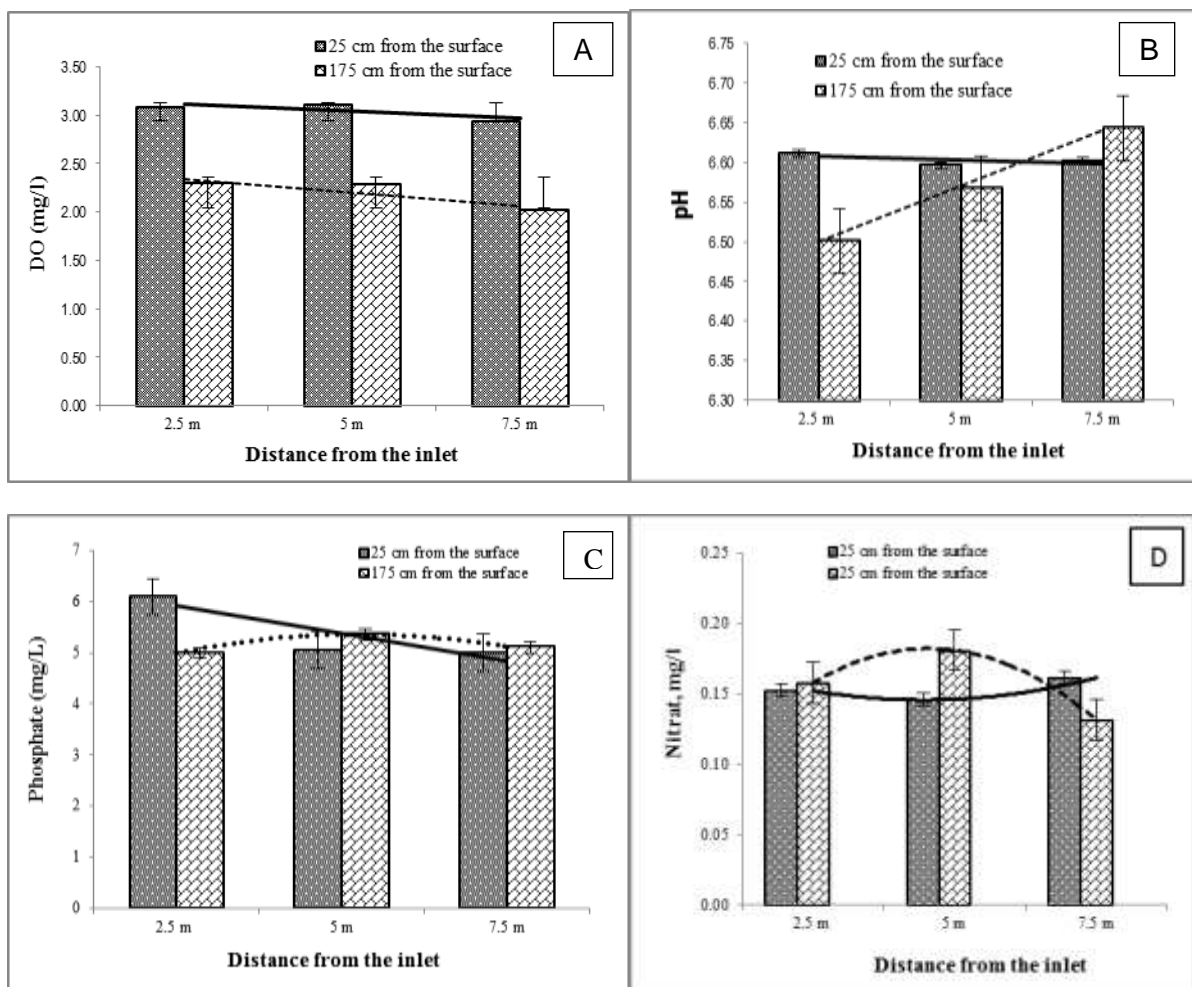 A
25 cm from the surface
175 cm from the surface
3.50
3.00
2.50
2.00
1.50
1.00
0.50
0.00
DO (mg/l)
2.5 m 5 m 7.5 m
Distance from the inlet
B
25 cm from the surface
175 cm from the surface
6.75
6.70
6.65
6.60
6.55
6.50
6.45
6.40
6.35
6.30
pH
2.5 m 5 m 7.5 m
Distance from the inlet
C
25 cm from the surface
175 cm from the surface
7
6
5
4
3
2
1
0
Phosphate (mg/L)
2.5 m 5 m 7.5 m
Distance from the inlet
D
25 cm from the surface
25 cm from the surface
0.25
0.20
0.15
0.10
0.05
0.00
Nitrat, mg/l
2.5 m 5 m 7.5 m
Distance from the inlet